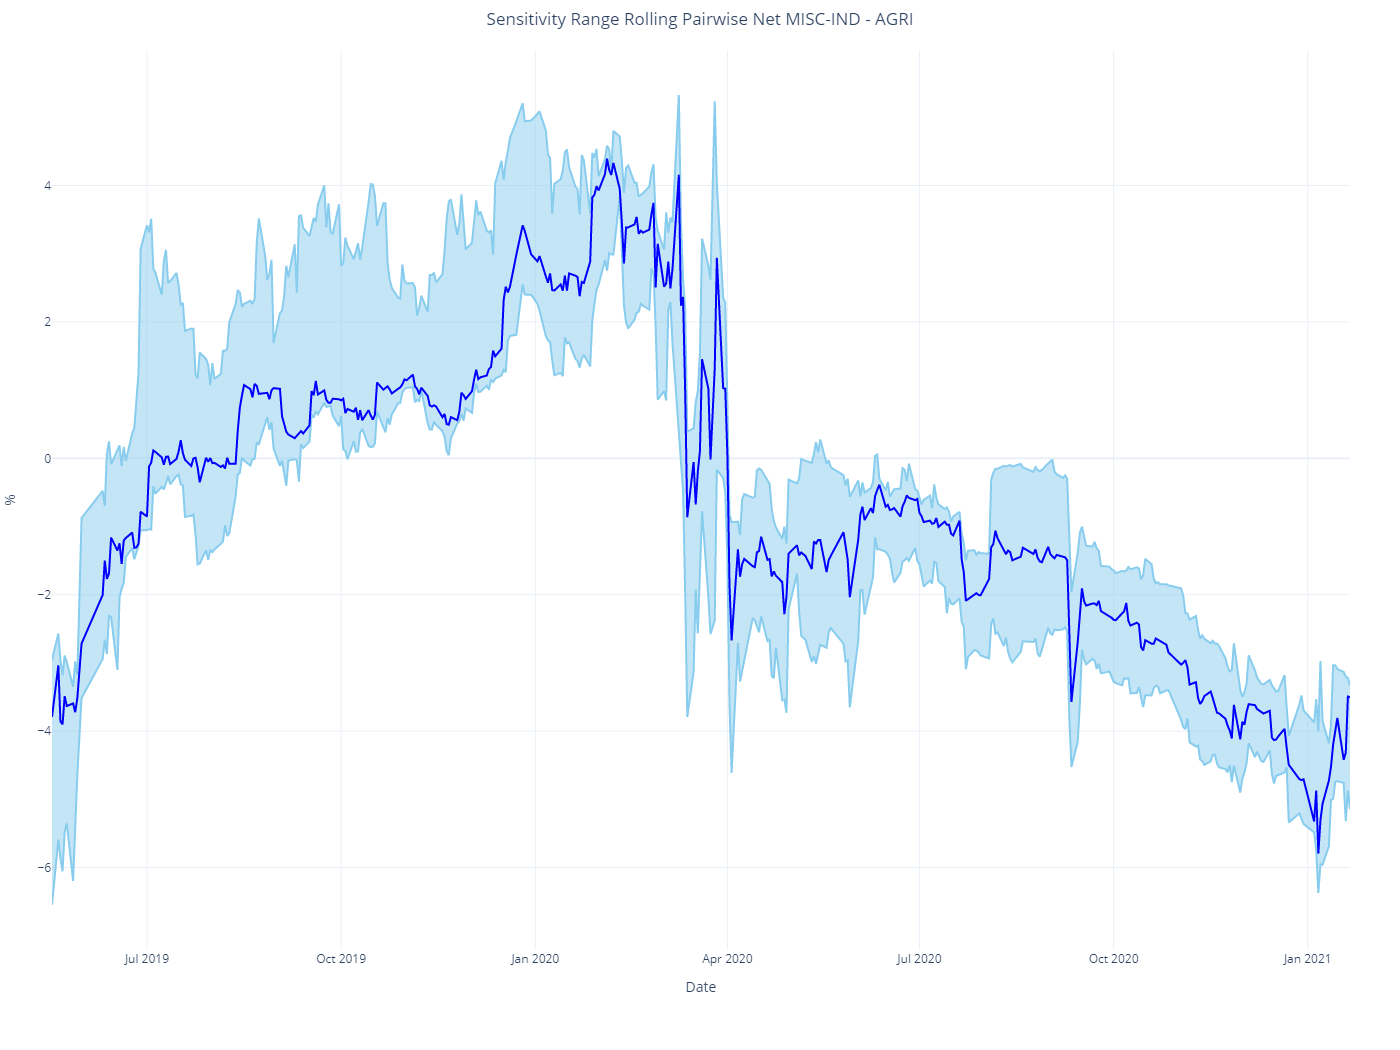 Sensitivity Range Rolling Pairwise Net MISC-IND - AGRI
4
2
0
−2
−4
−6
%
Jul 2019
Oct 2019
Jan 2020
Apr 2020
Jul 2020
Oct 2020
Jan 2021
Date